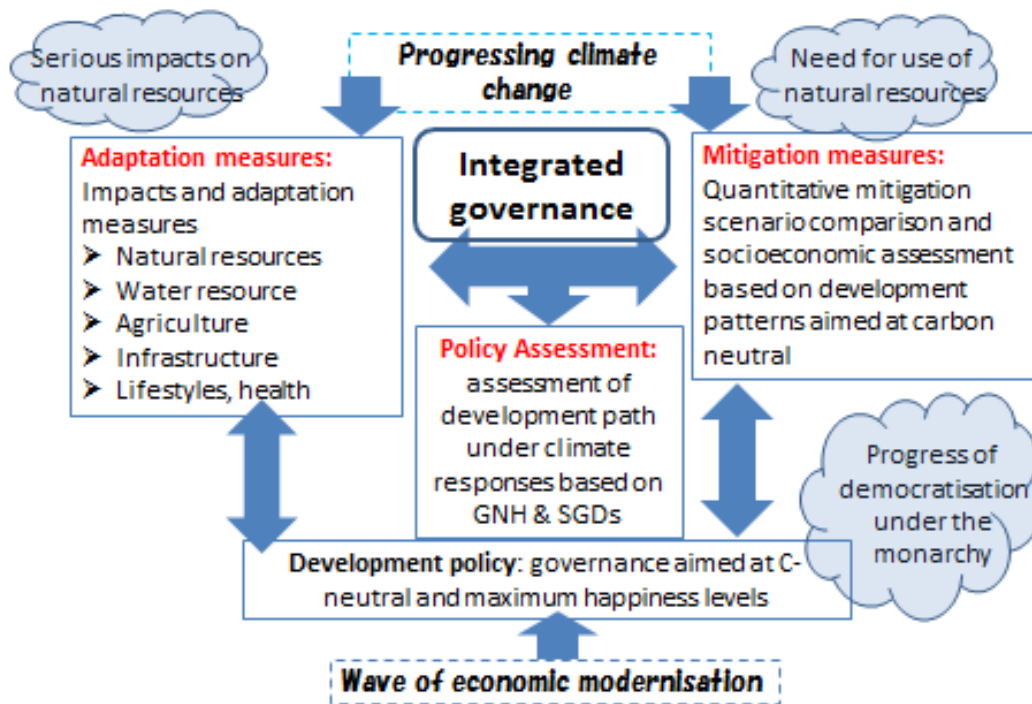 Serious impacts on
natural resources
Progressing climate
change
Need for use of
natural resources
Adaptation measures:
Impacts and adaptation
measures
➤ Natural resources
➤ Water resource
➤ Agriculture
➤ Infrastructure
➤ Lifestyles, health
Integrated
governance
Mitigation measures:
Quantitative mitigation
scenario comparison and
socioeconomic assessment
based on development
patterns aimed at carbon
neutral
Policy Assessment:
assessment of
development path
under climate
responses based on
GNH & SGDs
Progress of
democratisation
under the
monarchy
Development policy: governance aimed at C-
neutral and maximum happiness levels
Wave of economic modernisation